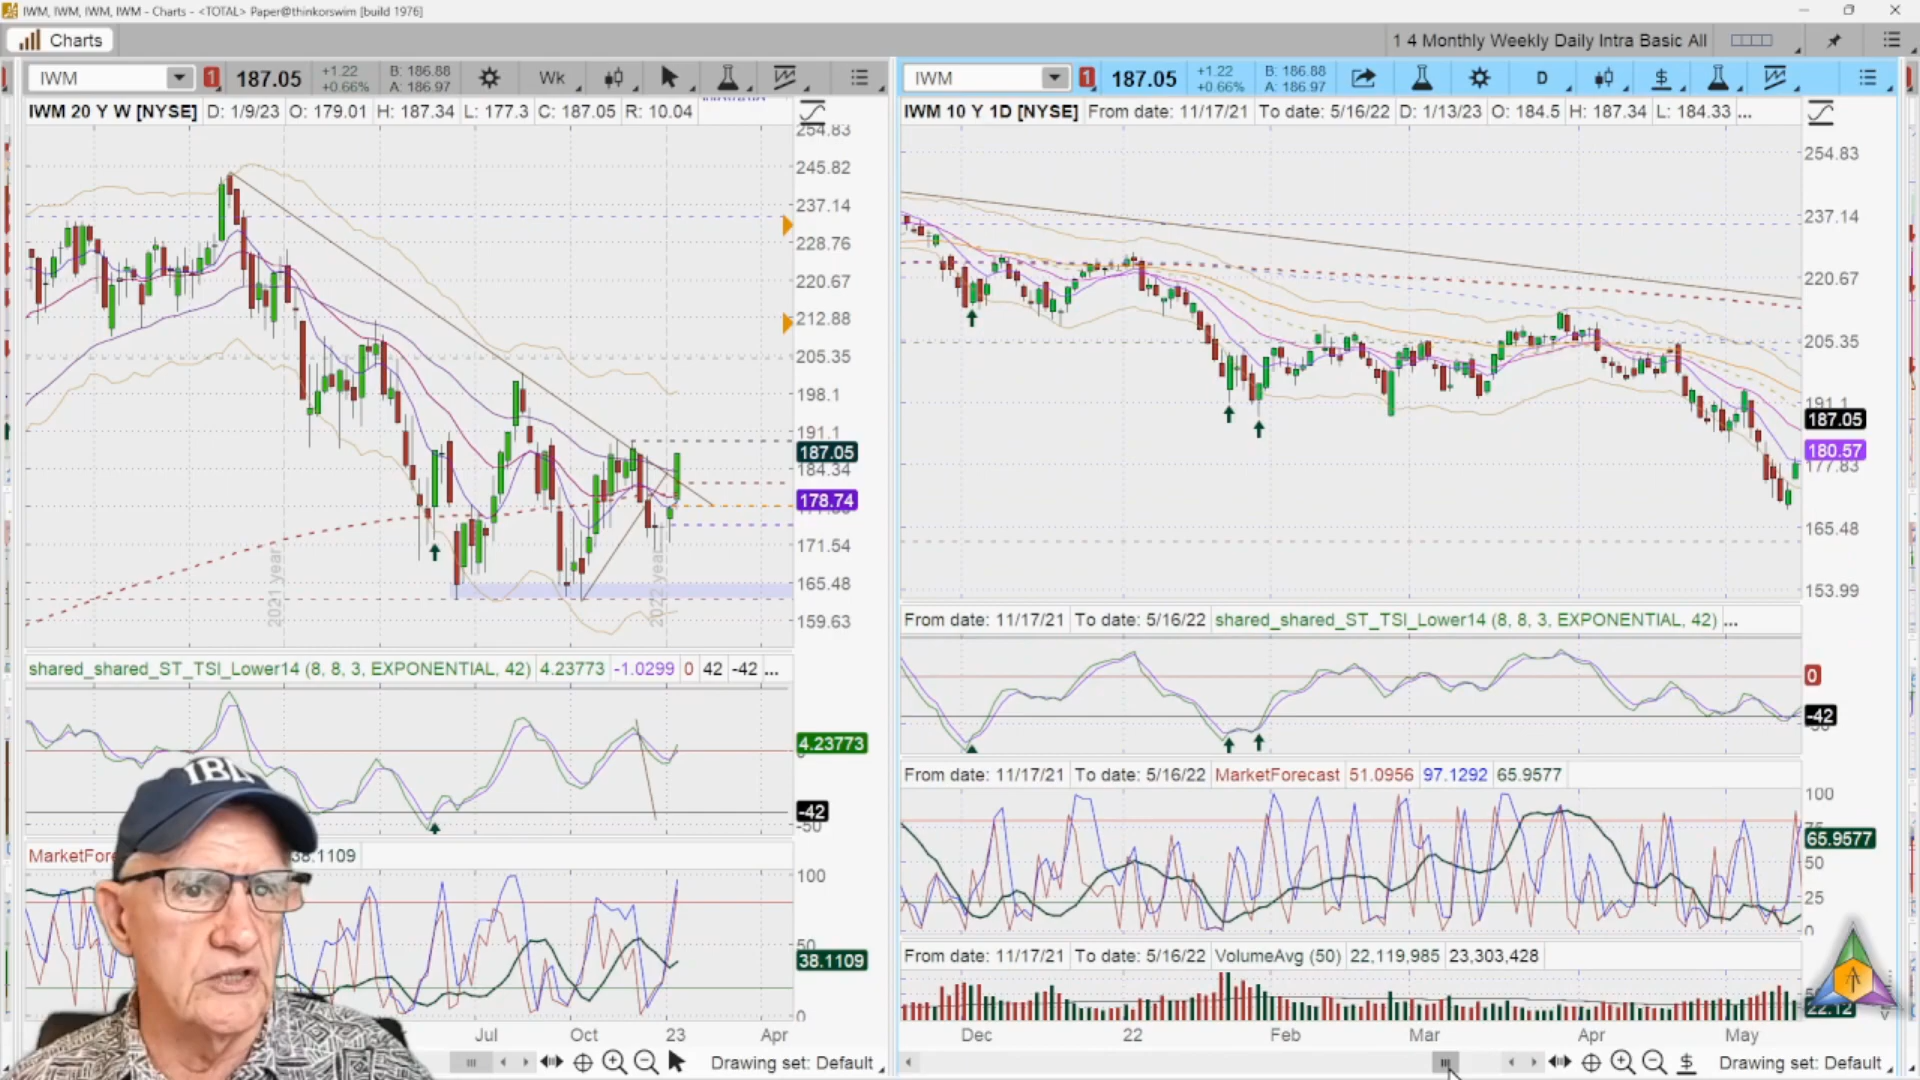 IWM, IWM, IWM, IWM - Charts - <TOTAL> Paper@thinkorswim [build 1976]
Charts
1 4 Monthly Weekly Daily Intra Basic All
IWM 1 187.05 +1.22 +0.66% B: 186.88 A: 186.97 Wk
IWM 20 Y W [NYSE] D: 1/9/23 O: 179.01 H: 187.34 L: 177.3 C: 187.05 R: 10.04
254.83
245.82
237.14
228.76
220.67
212.88
205.35
198.1
191.1
187.05
184.34
178.74
171.54
165.48
159.63
2021 year
2022 year
shared_shared_ST_TSI_Lower14 (8, 8, 3, EXPONENTIAL, 42) 4.23773 -1.0299 0 42 -42 ...
4.23773
-42
-50
MarketFore 38.1109
100
50
38.1109
0
Jul Oct 23 Apr
Drawing set: Default
IWM 1 187.05 +1.22 +0.66% B: 186.88 A: 186.97 D
IWM 10 Y 1D [NYSE] From date: 11/17/21 To date: 5/16/22 D: 1/13/23 O: 184.5 H: 187.34 L: 184.33 ...
254.83
237.14
220.67
205.35
191.1
187.05
180.57
177.83
165.48
153.99
From date: 11/17/21 To date: 5/16/22 shared_shared_ST_TSI_Lower14 (8, 8, 3, EXPONENTIAL, 42) ...
0
-42
From date: 11/17/21 To date: 5/16/22 MarketForecast 51.0956 97.1292 65.9577
100
65.9577
50
25
0
From date: 11/17/21 To date: 5/16/22 VolumeAvg (50) 22,119,985 23,303,428
22.12
Dec 22 Feb Mar Apr May
Drawing set: Default
IBD